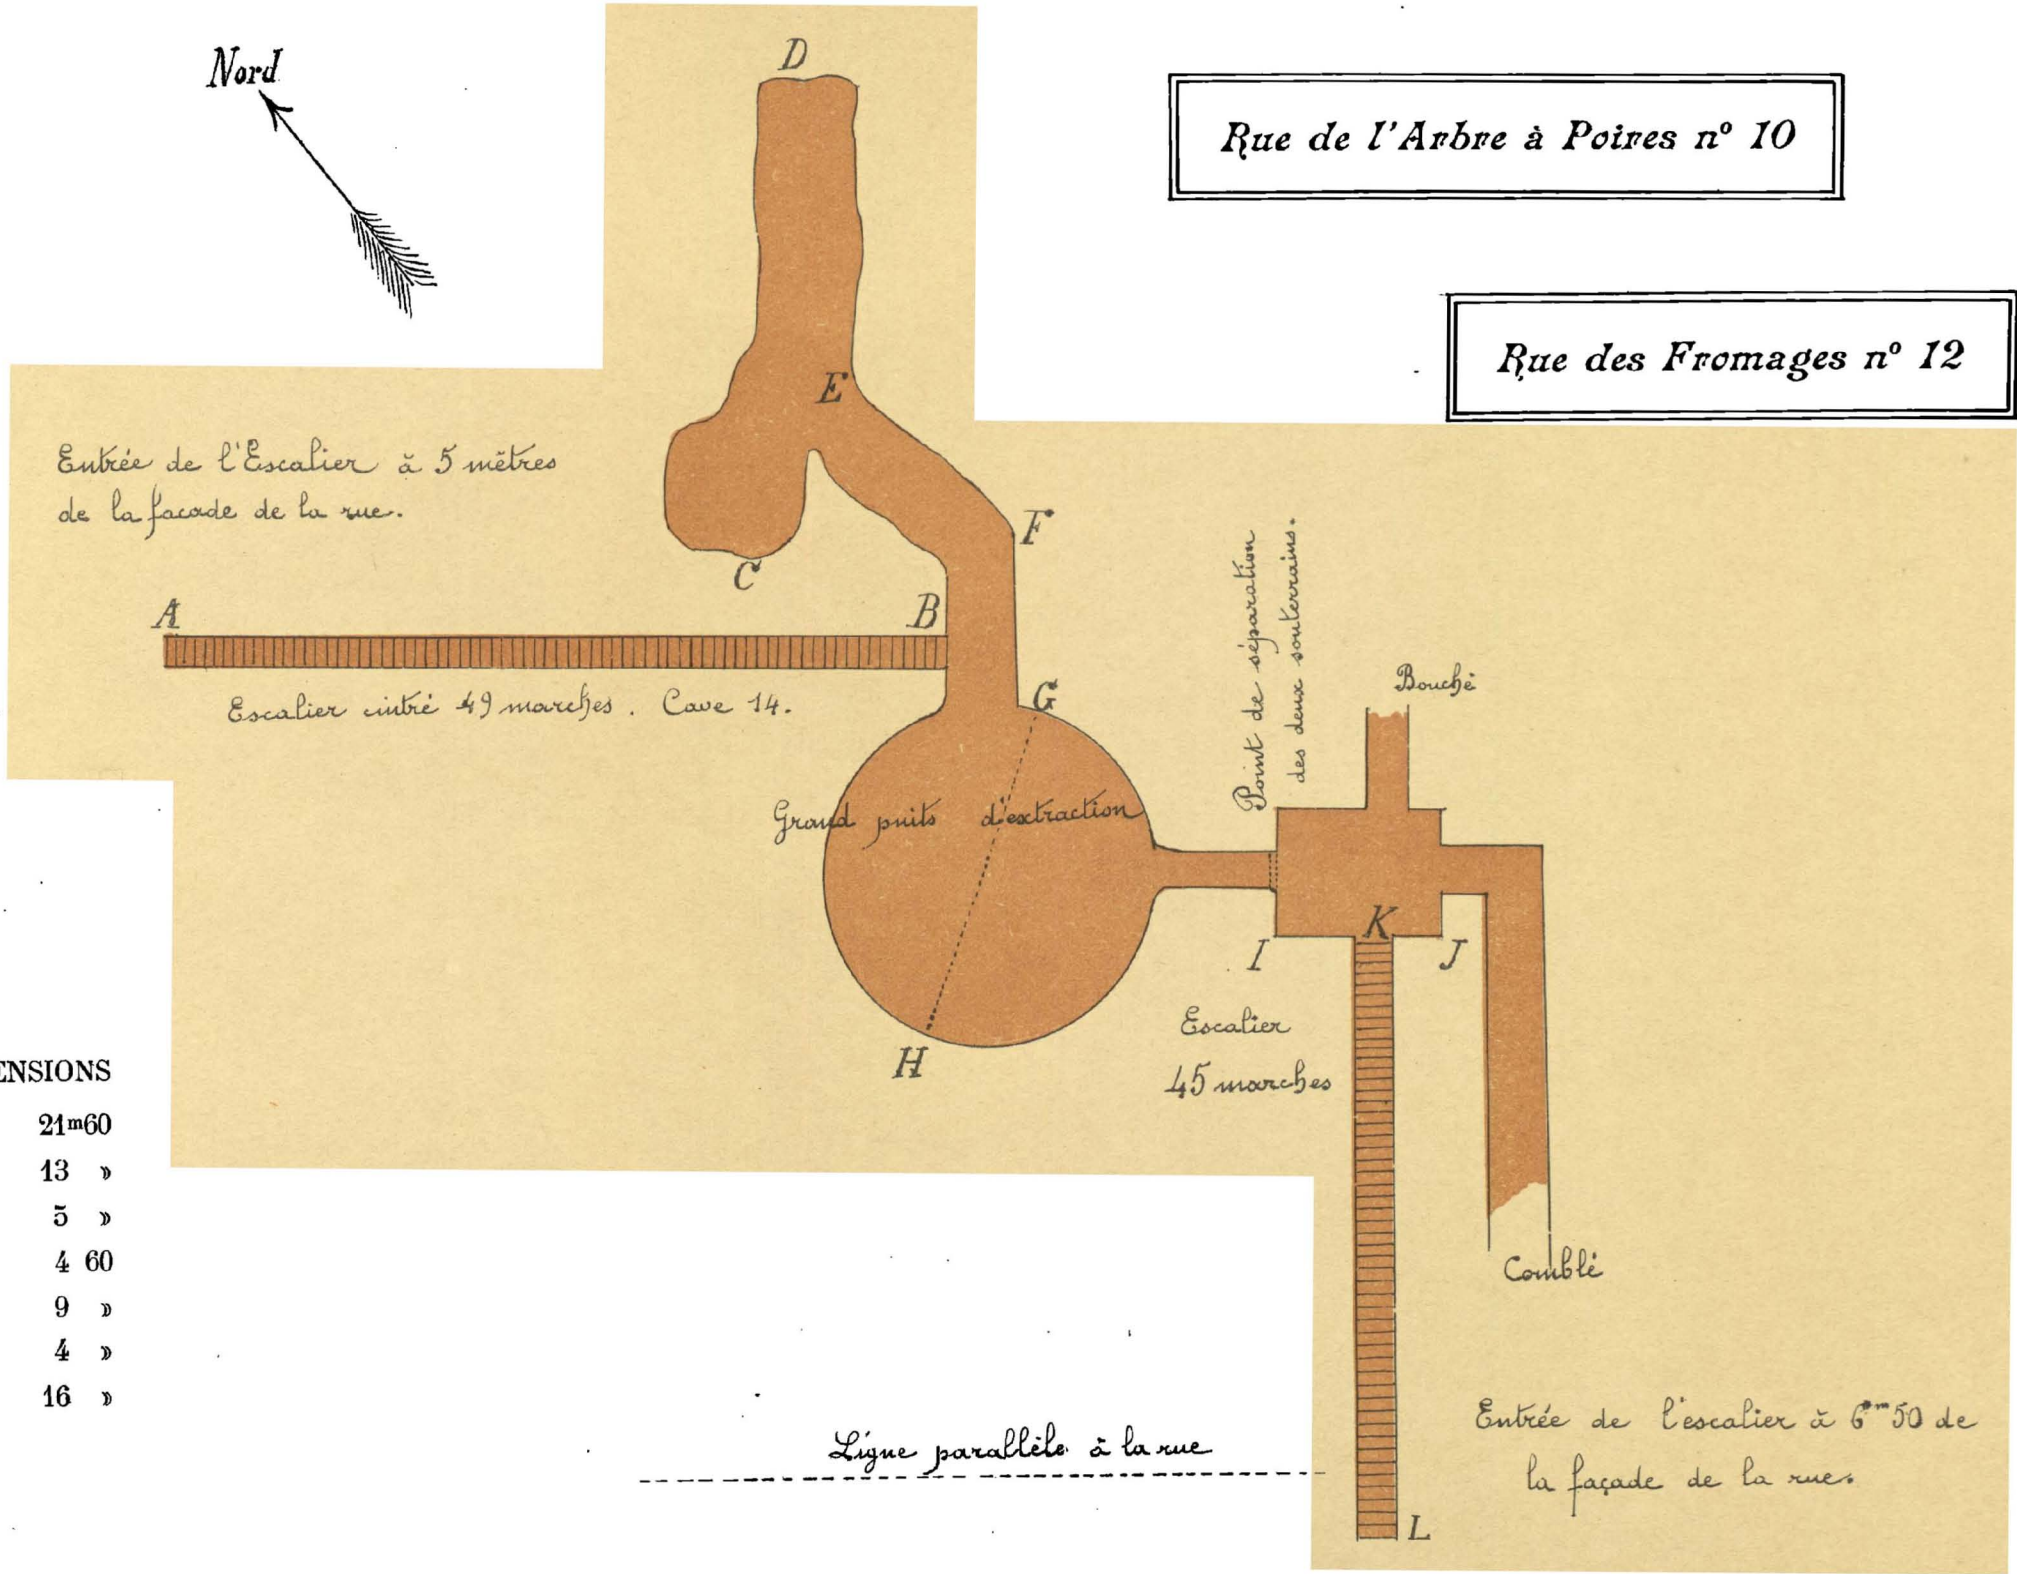 Nord
D
Rue de l'Arbre à Poires nº 10
Rue des Fromages nº 12
E
Entrée de l'Escalier à 5 mètres
de la facade de la rue.
F
C
Point de séparation
des deux souterrains.
A
B
Bouché
Escalier cintré 49 marches. Cave 14.
G
Grand puits d'extraction
K
I
J
Escalier
45 marches
H
ENSIONS
21m60
13 »
5 »
4 60
9 »
4 »
16 »
Comblé
Ligne parallèle à la rue
Entrée de l'escalier à 6m50 de
la façade de la rue.
L